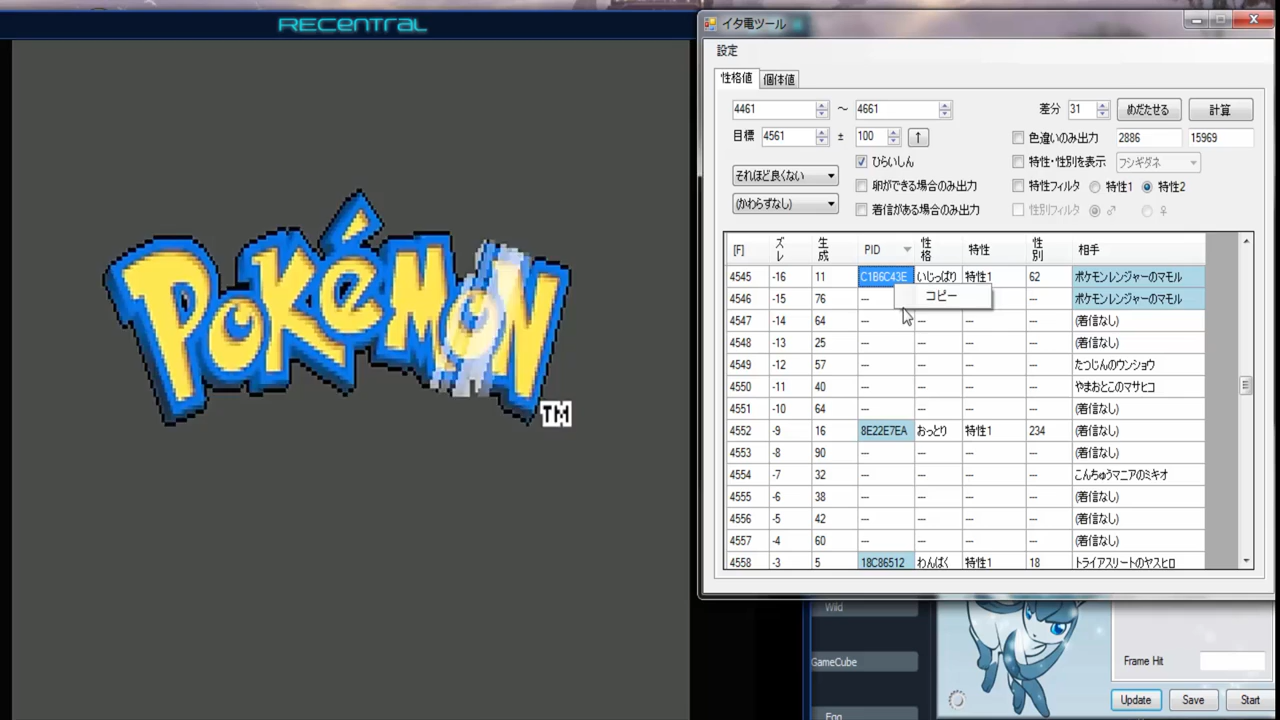 RECentral
イタ電ツール
設定
性格値 個体値
4461 ～ 4661 差分 31 めだたせる 計算
目標 4561 ± 100 ↑ 色違いのみ出力 2886 15969
ひらいしん 特性・性別を表示 フシギダネ
それほど良くない 卵ができる場合のみ出力 特性フィルタ 特性1 特性2
(かわらずなし) 着信がある場合のみ出力 性別フィルタ ♂ ♀
[F] ズレ 生成 PID 性格 特性 性別 相手
4545 -16 11 C1B6C43E いじっぱり 特性1 62 ポケモンレンジャーのマモル
コピー
4546 -15 76 --- --- ポケモンレンジャーのマモル
4547 -14 64 --- --- --- --- (着信なし)
4548 -13 25 --- --- --- --- (着信なし)
4549 -12 57 --- --- --- --- たつじんのウンショウ
4550 -11 40 --- --- --- --- やまおとこのマサヒコ
4551 -10 64 --- --- --- --- (着信なし)
4552 -9 16 8E22E7EA おっとり 特性1 234 (着信なし)
4553 -8 90 --- --- --- --- (着信なし)
4554 -7 32 --- --- --- --- こんちゅうマニアのミキオ
4555 -6 38 --- --- --- --- (着信なし)
4556 -5 42 --- --- --- --- (着信なし)
4557 -4 60 --- --- --- --- (着信なし)
4558 -3 5 18C86512 わんぱく 特性1 18 トライアスリートのヤスヒロ
POKéMON
TM
Wild
GameCube
Egg
Frame Hit
Update Save Start